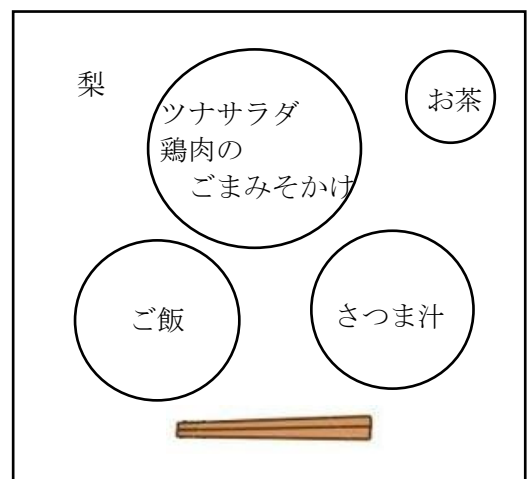 梨
お茶
ツナサラダ
鶏肉の
ごまみそかけ
ご飯
さつま汁